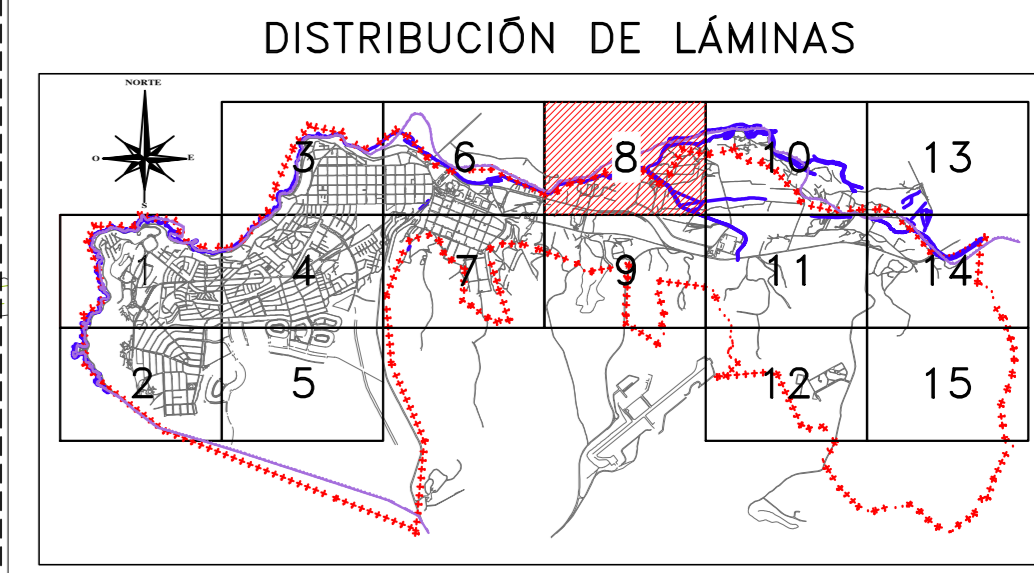 DISTRIBUCIÓN DE LÁMINAS
NORTE
O E
S
3 6 8 10 13
1 4 7 9 11 14
2 5 12 15